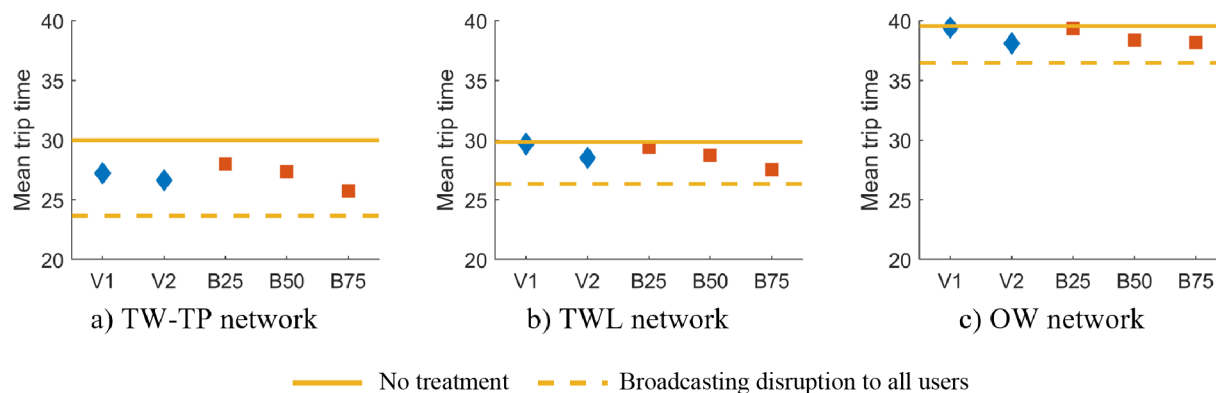 Mean trip time
40
35
30
25
20
V1 V2 B25 B50 B75
a) TW-TP network
Mean trip time
40
35
30
25
20
V1 V2 B25 B50 B75
b) TWL network
Mean trip time
40
35
30
25
20
V1 V2 B25 B50 B75
c) OW network
No treatment
Broadcasting disruption to all users